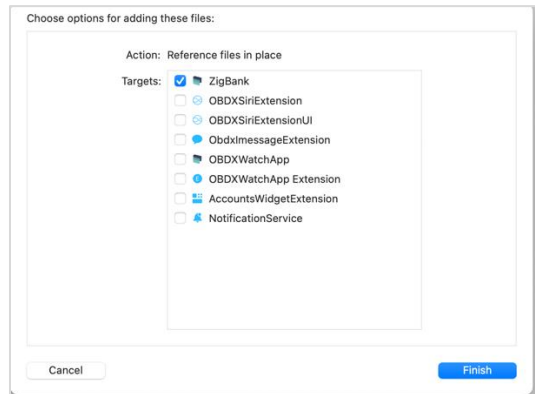 Choose options for adding these files:
Action: Reference files in place
Targets: ZigBank
OBDXSiriExtension
OBDXSiriExtensionUI
ObdxImessageExtension
OBDXWatchApp
OBDXWatchApp Extension
AccountsWidgetExtension
NotificationService
Cancel Finish